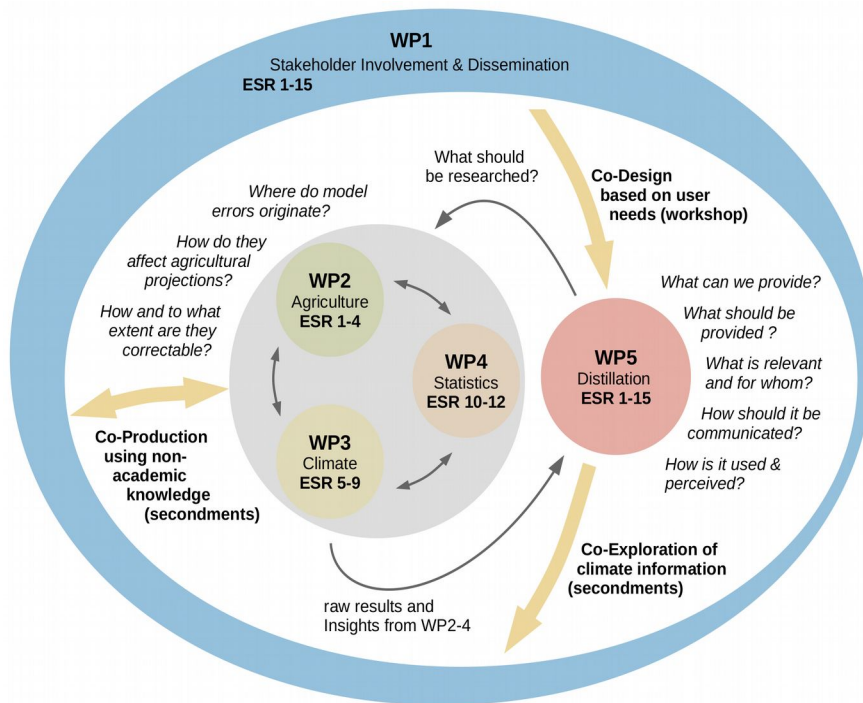 WP1
Stakeholder Involvement & Dissemination
ESR 1-15
What should
be researched?
Co-Design
based on user
needs (workshop)
Where do model
errors originate?
How do they
affect agricultural
projections?
How and to what
extent are they
correctable?
WP2
Agriculture
ESR 1-4
WP4
Statistics
ESR 10-12
WP3
Climate
ESR 5-9
WP5
Distillation
ESR 1-15
What can we provide?
What should be
provided ?
What is relevant
and for whom?
How should it be
communicated?
How is it used &
perceived?
Co-Production
using non-
academic
knowledge
(secondments)
Co-Exploration of
climate information
(secondments)
raw results and
Insights from WP2-4